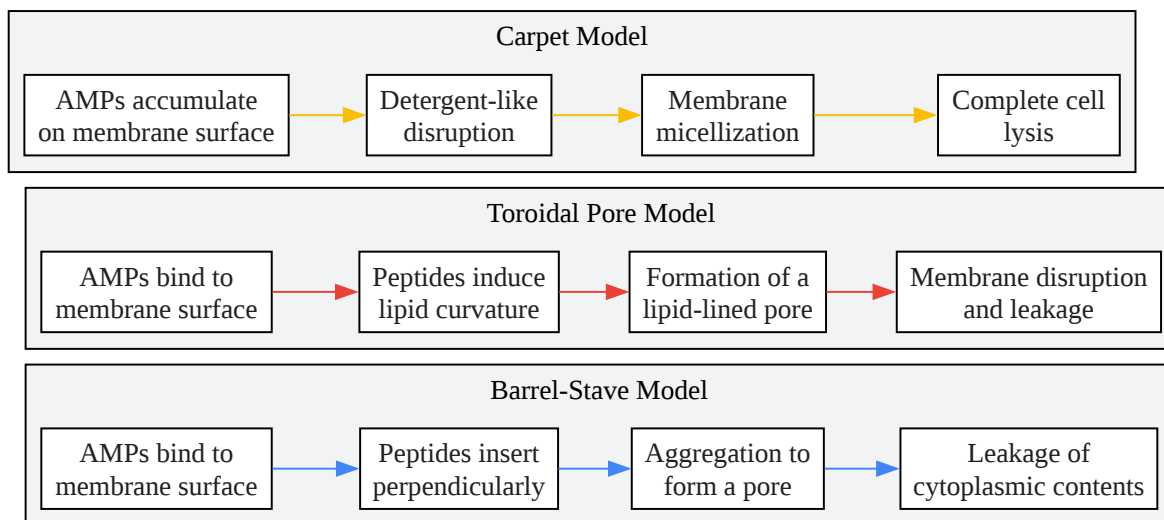 Carpet Model
AMPs accumulate
on membrane surface
Detergent-like
disruption
Membrane
micellization
Complete cell
lysis
Toroidal Pore Model
AMPs bind to
membrane surface
Peptides induce
lipid curvature
Formation of a
lipid-lined pore
Membrane disruption
and leakage
Barrel-Stave Model
AMPs bind to
membrane surface
Peptides insert
perpendicularly
Aggregation to
form a pore
Leakage of
cytoplasmic contents